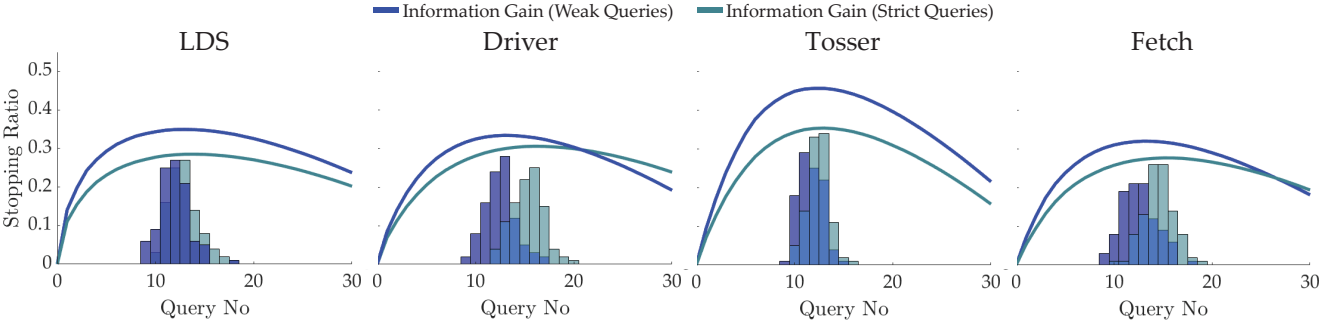 Information Gain (Weak Queries) Information Gain (Strict Queries)
LDS Driver Tosser Fetch
Stopping Ratio
0.5
0.4
0.3
0.2
0.1
0
0 10 20 30 0 10 20 30 0 10 20 30 0 10 20 30
Query No Query No Query No Query No